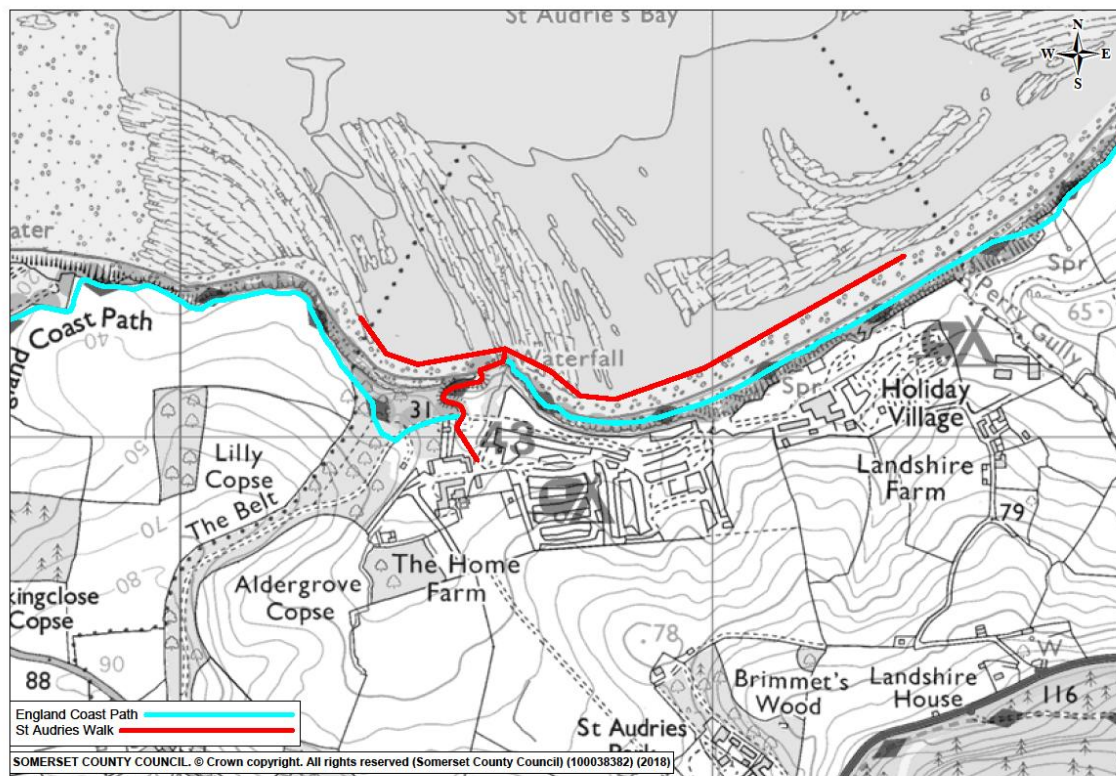 St Audrie's Bay
N
W E
S
ater
Coast Path
Waterfall
Spr
Perry Gully
65
40
31
43
Spr
Holiday
Village
50
Lilly
Copse
Landshire
Farm
The Belt
70
79
80
The Home
Farm
Aldergrove
Copse
kingclose
Copse
78
W
90
88
Brimmet's
Wood
Landshire
House
116
St Audries
England Coast Path
St Audries Walk
SOMERSET COUNTY COUNCIL. © Crown copyright. All rights reserved (Somerset County Council) (100038382) (2018)